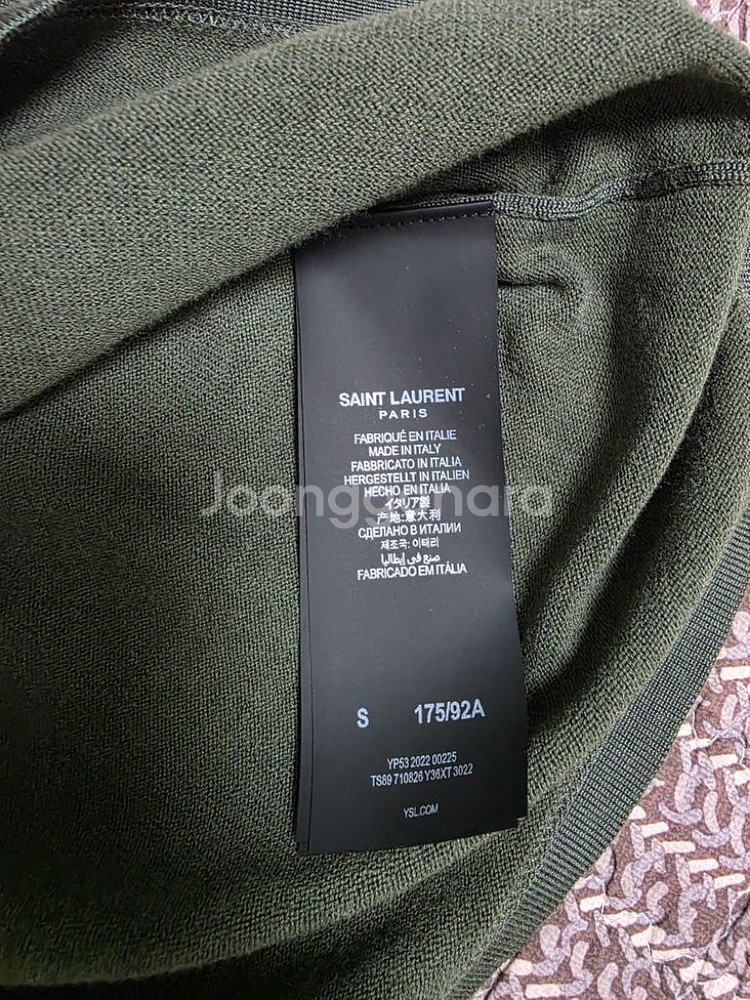 SAINT LAURENT
PARIS
FABRIQUÉ EN ITALIE
MADE IN ITALY
FABBRICATO IN ITALIA
HERGESTELLT IN ITALIEN
HECHO EN ITALIA
イタリア製
产地:意大利
СДЕЛАНО В ИТАЛИИ
제조국: 이태리
صنع في إيطاليا
FABRICADO EM ITÁLIA
Joonggonara
S 175/92A
YP53 2022 00225
TS89 710826 Y36XT 3022
YSL.COM